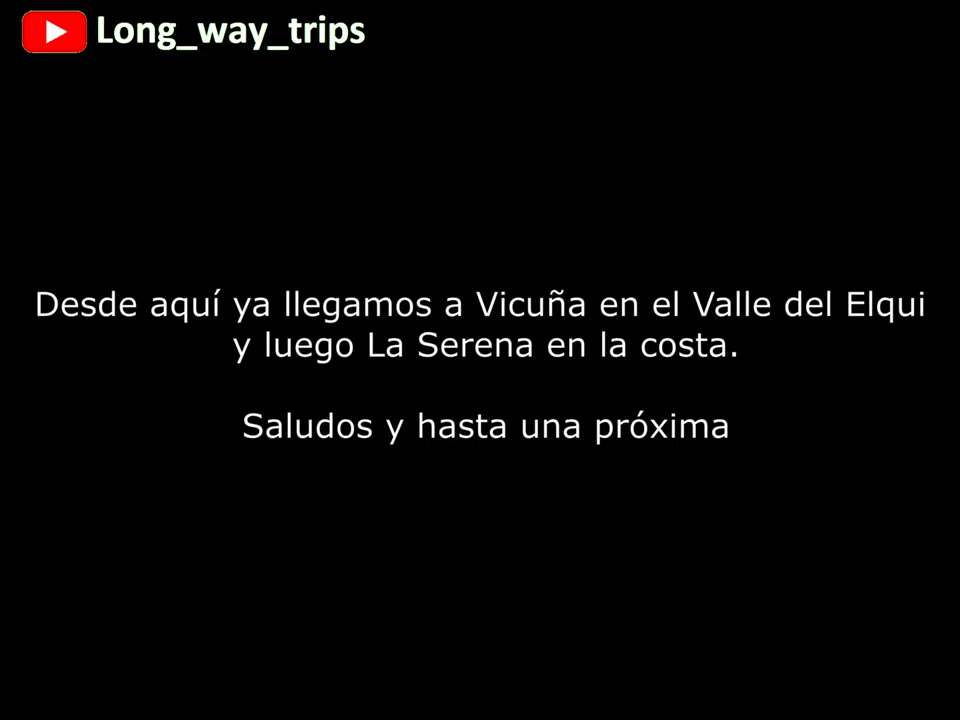 Long_way_trips
Desde aquí ya llegamos a Vicuña en el Valle del Elqui
y luego La Serena en la costa.
Saludos y hasta una próxima